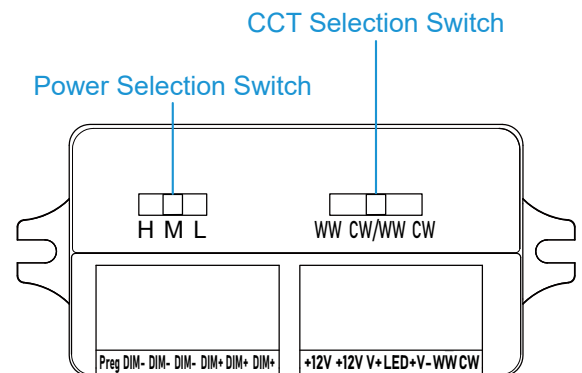 CCT Selection Switch
Power Selection Switch
H M L
WW CW/WW CW
Preg DIM- DIM- DIM- DIM+ DIM+ DIM+
+12V +12V V+ LED+V- WW CW